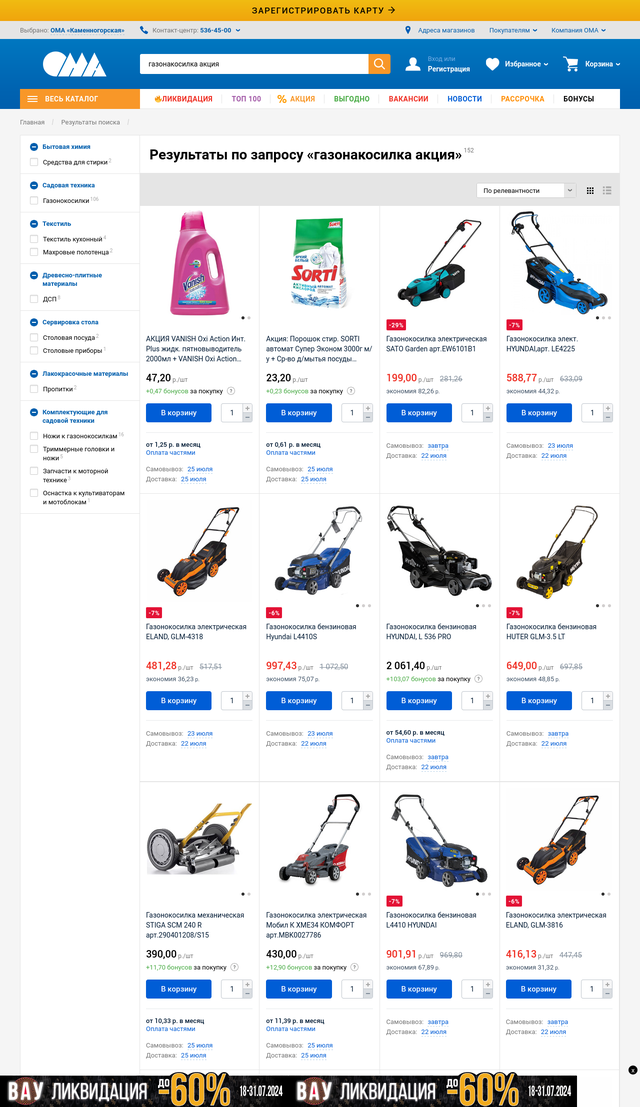 ЗАРЕГИСТРИРОВАТЬ КАРТУ →
Выбрано: ОМА «Каменногорская»
Контакт-центр: 536-45-00
Адреса магазинов
Покупателям
Компания ОМА
ОМА
газонокосилка акция
Вход или
Регистрация
Избранное
Корзина
ВЕСЬ КАТАЛОГ
ЛИКВИДАЦИЯ
ТОП 100
% АКЦИЯ
ВЫГОДНО
ВАКАНСИИ
НОВОСТИ
РАССРОЧКА
БОНУСЫ
Главная / Результаты поиска /
Бытовая химия
Средства для стирки 2
Садовая техника
Газонокосилки 106
Текстиль
Текстиль кухонный 4
Махровые полотенца 2
Древесно-плитные
материалы
ДСП 8
Сервировка стола
Столовая посуда 2
Столовые приборы 1
Лакокрасочные материалы
Пропитки 2
Комплектующие для
садовой техники
Ножи к газонокосилкам
Триммерные головки и
ножи
Запчасти к моторной
технике
Оснастка к культиваторам
и мотоблокам
Результаты по запросу «газонокосилка акция» 152
По релевантности
-29%
-7%
АКЦИЯ VANISH Oxi Action Инт.
Плюс жидк. пятновыводитель
2000мл + VANISH Oxi Action...
47,20 р./шт
+0,47 бонусов за покупку ?
В корзину
1 + −
от 1,25 р. в месяц
Оплата частями
Самовывоз: 25 июля
Доставка: 25 июля
Акция: Порошок стир. SORTI
автомат Супер Эконом 3000г м/
у + Ср-во д/мытья посуды...
23,20 р./шт
+0,23 бонусов за покупку ?
В корзину
1 + −
от 0,61 р. в месяц
Оплата частями
Самовывоз: 25 июля
Доставка: 25 июля
Газонокосилка электрическая
SATO Garden арт.EW6101B1
199,00 р./шт 281,26
экономия 82,26 р.
В корзину
1 + −
Самовывоз: завтра
Доставка: 22 июля
Газонокосилка элект.
HYUNDAI,арт. LE4225
588,77 р./шт 633,09
экономия 44,32 р.
В корзину
1 + −
Самовывоз: 23 июля
Доставка: 22 июля
-7%
Газонокосилка электрическая
ELAND, GLM-4318
481,28 р./шт 517,51
экономия 36,23 р.
В корзину
1 + −
Самовывоз: 23 июля
Доставка: 22 июля
-6%
Газонокосилка бензиновая
Hyundai L4410S
997,43 р./шт 1 072,50
экономия 75,07 р.
В корзину
1 + −
Самовывоз: 23 июля
Доставка: 22 июля
Газонокосилка бензиновая
HYUNDAI, L 536 PRO
2 061,40 р./шт
+103,07 бонусов за покупку ?
В корзину
1 + −
от 54,60 р. в месяц
Оплата частями
Самовывоз: завтра
Доставка: 22 июля
-7%
Газонокосилка бензиновая
HUTER GLM-3.5 LT
649,00 р./шт 697,85
экономия 48,85 р.
В корзину
1 + −
Самовывоз: завтра
Доставка: 22 июля
Газонокосилка механическая
STIGA SCM 240 R
арт.290401208/S15
390,00 р./шт
+11,70 бонусов за покупку ?
В корзину
1 + −
от 10,33 р. в месяц
Оплата частями
Самовывоз: 25 июля
Доставка: 25 июля
Газонокосилка электрическая
Мобил К ХМЕ34 КОМФОРТ
арт.MBK0027786
430,00 р./шт
+12,90 бонусов за покупку ?
В корзину
1 + −
от 11,39 р. в месяц
Оплата частями
Самовывоз: 25 июля
Доставка: 25 июля
-7%
Газонокосилка бензиновая
L4410 HYUNDAI
901,91 р./шт 969,80
экономия 67,89 р.
В корзину
1 + −
Самовывоз: завтра
Доставка: 22 июля
-6%
Газонокосилка электрическая
ELAND, GLM-3816
416,13 р./шт 447,45
экономия 31,32 р.
В корзину
1 + −
Самовывоз: завтра
Доставка: 22 июля
ВАУ ЛИКВИДАЦИЯ до -60% 18-31.07.2024 ВАУ ЛИКВИДАЦИЯ до -60% 18-31.07.2024